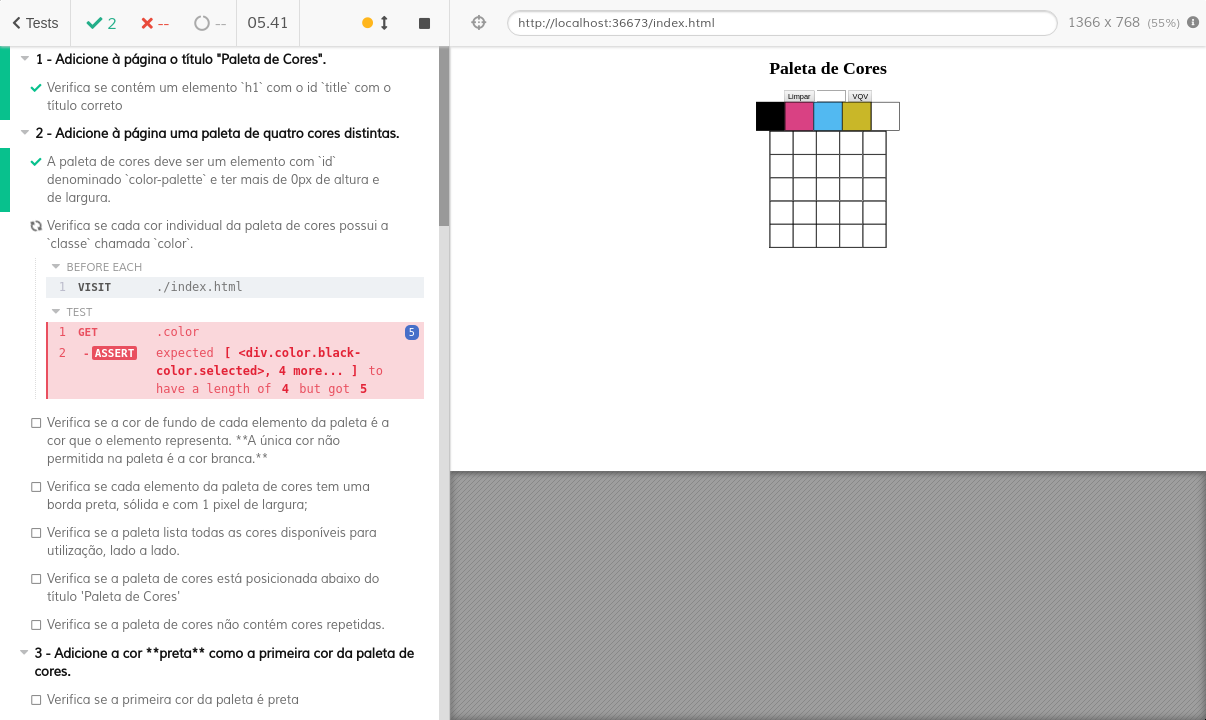 Tests
2
--
--
05.41
http://localhost:36673/index.html
1366 x 768 (55%)
1 - Adicione à página o título "Paleta de Cores".
Verifica se contém um elemento `h1` com o id `title` com o
título correto
2 - Adicione à página uma paleta de quatro cores distintas.
A paleta de cores deve ser um elemento com `id`
denominado `color-palette` e ter mais de 0px de altura e
de largura.
Verifica se cada cor individual da paleta de cores possui a
`classe` chamada `color`.
BEFORE EACH
1 VISIT ./index.html
TEST
1 GET .color 5
2 -ASSERT expected [ <div.color.black-
color.selected>, 4 more... ] to
have a length of 4 but got 5
Verifica se a cor de fundo de cada elemento da paleta é a
cor que o elemento representa. **A única cor não
permitida na paleta é a cor branca.**
Verifica se cada elemento da paleta de cores tem uma
borda preta, sólida e com 1 pixel de largura;
Verifica se a paleta lista todas as cores disponíveis para
utilização, lado a lado.
Verifica se a paleta de cores está posicionada abaixo do
título 'Paleta de Cores'
Verifica se a paleta de cores não contém cores repetidas.
3 - Adicione a cor **preta** como a primeira cor da paleta de
cores.
Verifica se a primeira cor da paleta é preta
Paleta de Cores
Limpar
VQV